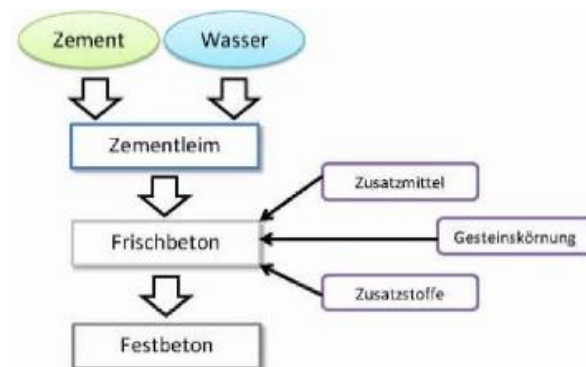 Zement
Wasser
Zementleim
Zusatzmittel
Frischbeton
Gesteinskörnung
Zusatzstoffe
Festbeton